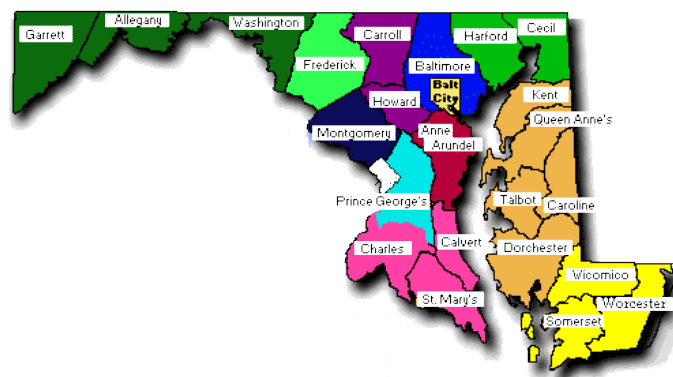 Garrett
Allegany
Washington
Frederick
Carroll
Baltimore
Harford
Cecil
Balt
City
Howard
Montgomery
Anne
Arundel
Kent
Queen Anne's
Prince George's
Talbot
Caroline
Charles
Calvert
Dorchester
St. Mary's
Wicomico
Worcester
Somerset